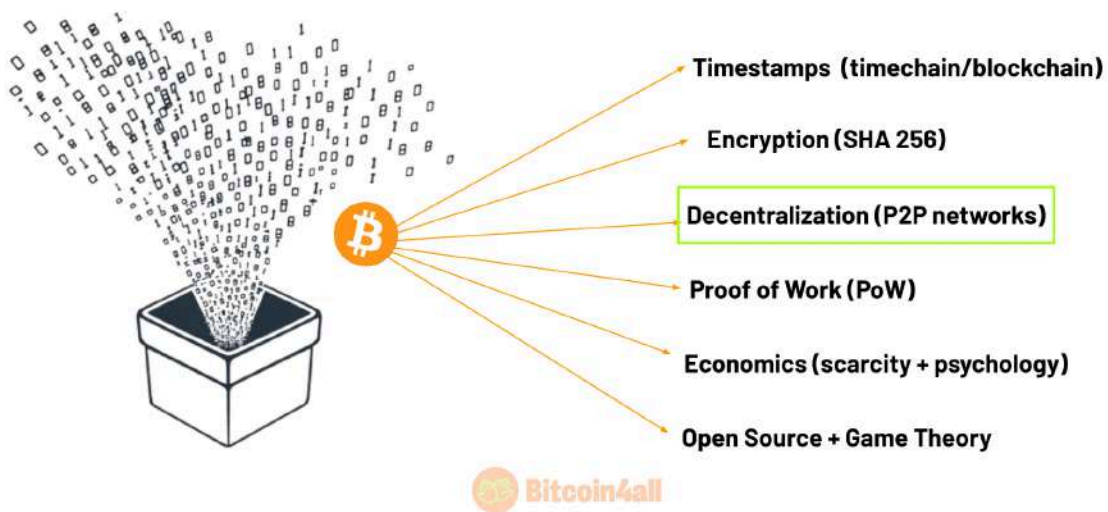 Timestamps (timechain/blockchain)
Encryption (SHA 256)
Decentralization (P2P networks)
Proof of Work (PoW)
Economics (scarcity + psychology)
Open Source + Game Theory
Bitcoin4all